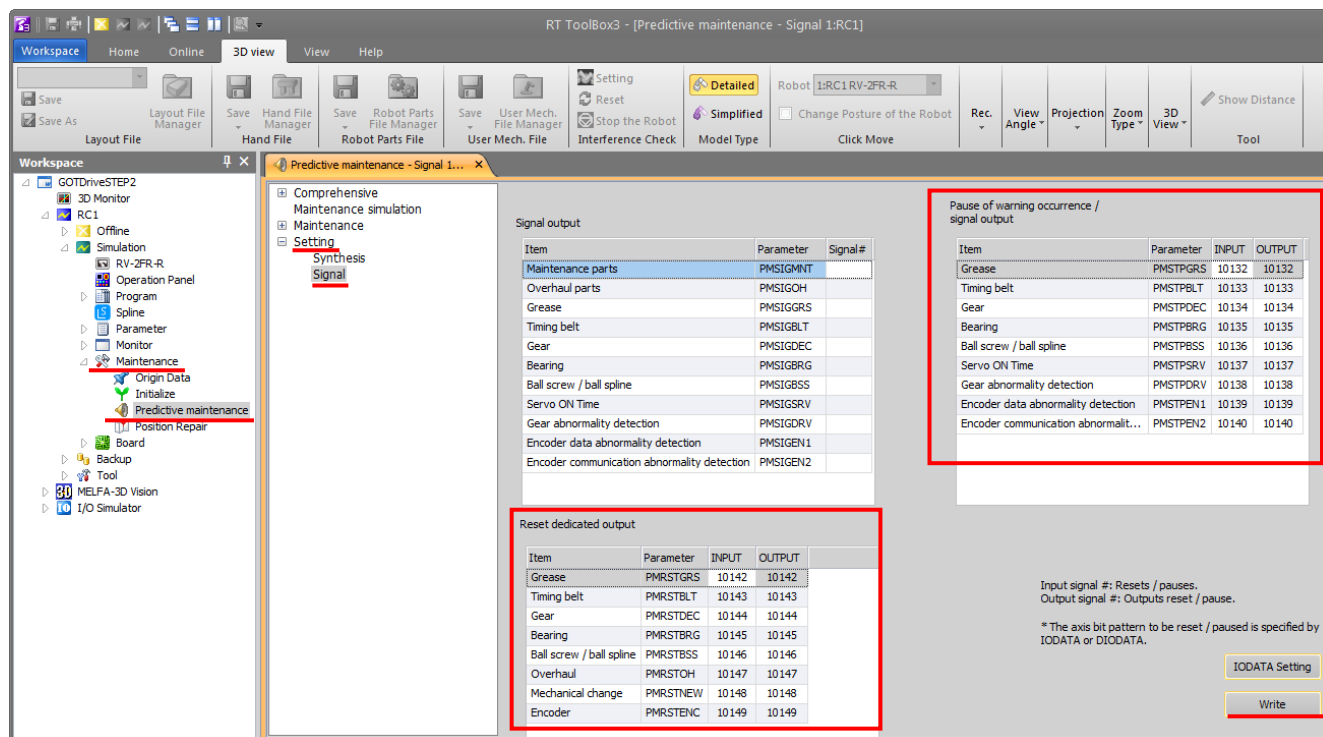 RT ToolBox3 - [Predictive maintenance - Signal 1:RC1]
Workspace Home Online 3D view View Help
Save
Save As
Layout File
Manager
Layout File
Save
Hand File
Manager
Hand File
Save
Robot Parts
File Manager
Robot Parts File
Save
User Mech.
File Manager
User Mech. File
Setting
Reset
Stop the Robot
Interference Check
Detailed
Simplified
Model Type
Robot 1:RC1 RV-2FR-R
Change Posture of the Robot
Click Move
Rec.
View
Angle
Projection
Zoom
Type
3D
View
Show Distance
Tool
Workspace
GOTDriveSTEP2
3D Monitor
RC1
Offline
Simulation
RV-2FR-R
Operation Panel
Program
Spline
Parameter
Monitor
Maintenance
Origin Data
Initialize
Predictive maintenance
Position Repair
Board
Backup
Tool
MELFA-3D Vision
I/O Simulator
Predictive maintenance - Signal 1...
Comprehensive
Maintenance simulation
Maintenance
Setting
Synthesis
Signal
Signal output
Item Parameter Signal#
Maintenance parts PMSIGMNT
Overhaul parts PMSIGOH
Grease PMSIGGRS
Timing belt PMSIGBLT
Gear PMSIGDEC
Bearing PMSIGBRG
Ball screw / ball spline PMSIGBSS
Servo ON Time PMSIGSRV
Gear abnormality detection PMSIGDRV
Encoder data abnormality detection PMSIGEN1
Encoder communication abnormality detection PMSIGEN2
Pause of warning occurrence /
signal output
Item Parameter INPUT OUTPUT
Grease PMSTPGRS 10132 10132
Timing belt PMSTPBLT 10133 10133
Gear PMSTPDEC 10134 10134
Bearing PMSTPBRG 10135 10135
Ball screw / ball spline PMSTPBSS 10136 10136
Servo ON Time PMSTPSRV 10137 10137
Gear abnormality detection PMSTPDRV 10138 10138
Encoder data abnormality detection PMSTPEN1 10139 10139
Encoder communication abnormalit... PMSTPEN2 10140 10140
Reset dedicated output
Item Parameter INPUT OUTPUT
Grease PMRSTGRS 10142 10142
Timing belt PMRSTBLT 10143 10143
Gear PMRSTDEC 10144 10144
Bearing PMRSTBRG 10145 10145
Ball screw / ball spline PMRSTBSS 10146 10146
Overhaul PMRSTOH 10147 10147
Mechanical change PMRSTNEW 10148 10148
Encoder PMRSTENC 10149 10149
Input signal #: Resets / pauses.
Output signal #: Outputs reset / pause.
* The axis bit pattern to be reset / paused is specified by
IODATA or DIODATA.
IODATA Setting
Write